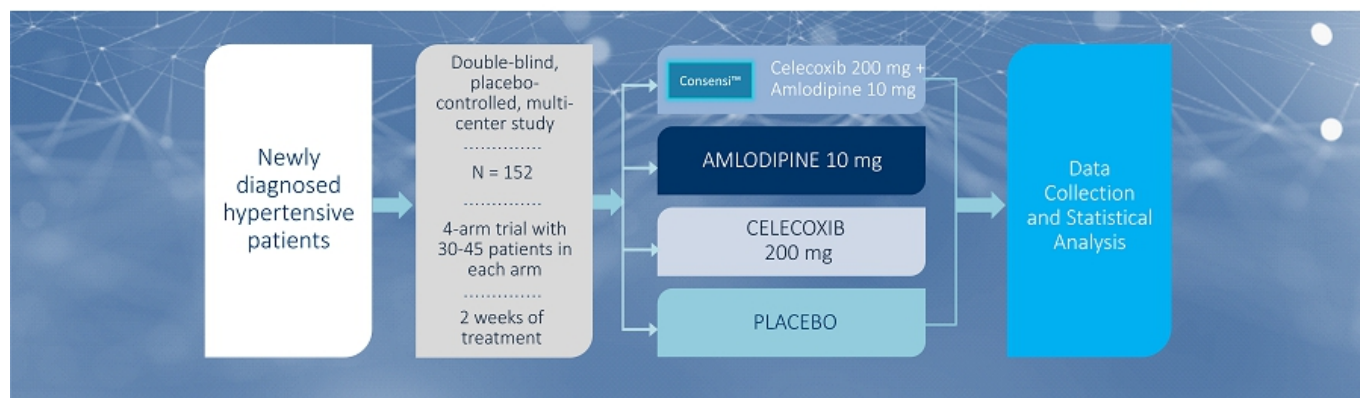 Newly
diagnosed
hypertensive
patients
Double-blind,
placebo-
controlled, multi-
center study
...............
N = 152
...............
4-arm trial with
30-45 patients in
each arm
...............
2 weeks of
treatment
Consensi™
Celecoxib 200 mg +
Amlodipine 10 mg
AMLODIPINE 10 mg
CELECOXIB
200 mg
PLACEBO
Data
Collection
and Statistical
Analysis